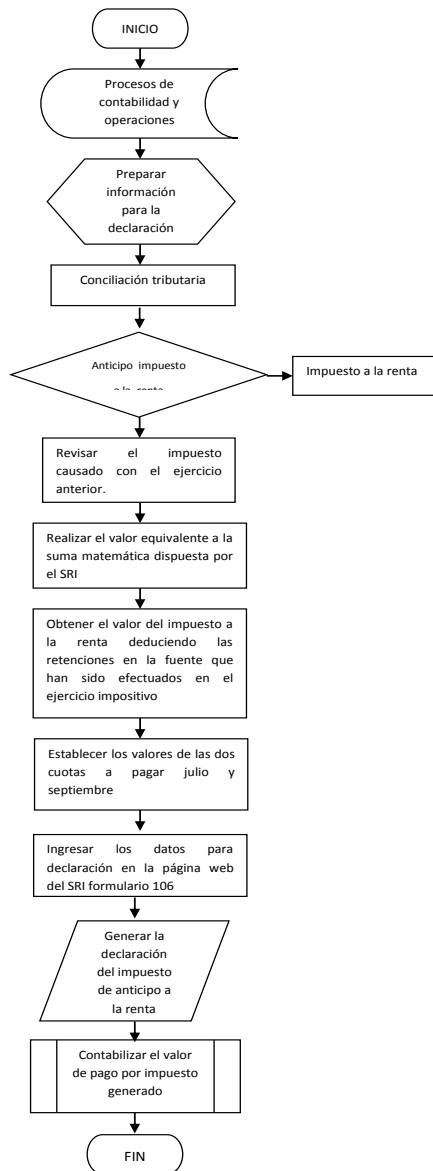 INICIO
Procesos de
contabilidad y
operaciones
Preparar
información
para la
declaración
Conciliación tributaria
Anticipo impuesto
a la renta
Impuesto a la renta
Revisar el impuesto
causado con el ejercicio
anterior.
Realizar el valor equivalente a la
suma matemática dispuesta por
el SRI
Obtener el valor del impuesto a
la renta deduciendo las
retenciones en la fuente que
han sido efectuados en el
ejercicio impositivo
Establecer los valores de las dos
cuotas a pagar julio y
septiembre
Ingresar los datos para
declaración en la página web
del SRI formulario 106
Generar la
declaración
del impuesto
de anticipo a
la renta
Contabilizar el valor
de pago por impuesto
generado
FIN